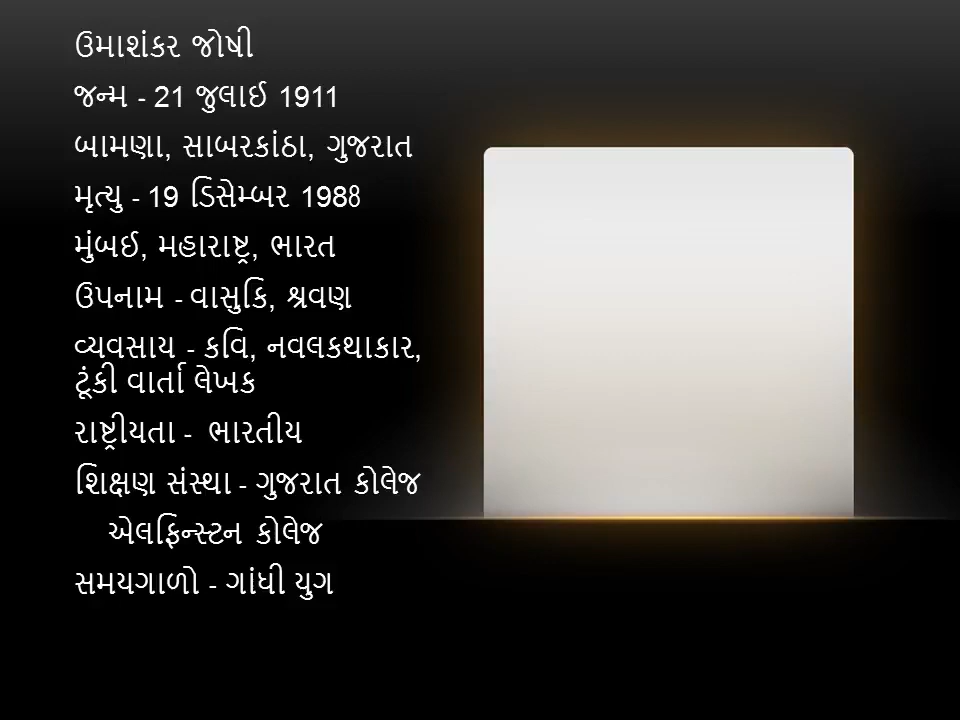 ઉમાશંકર જોષી
જન્મ - 21 જુલાઈ 1911
બામણા, સાબરકાંઠા, ગુજરાત
મૃત્યુ - 19 ડિસેમ્બર 1988
મુંબઈ, મહારાષ્ટ્ર, ભારત
ઉપનામ - વાસુકિ, શ્રવણ
વ્યવસાય - કવિ, નવલકથાકાર,
ટૂંકી વાર્તા લેખક
રાષ્ટ્રીયતા - ભારતીય
શિક્ષણ સંસ્થા - ગુજરાત કોલેજ
એલફિન્સ્ટન કોલેજ
સમયગાળો - ગાંધી યુગ